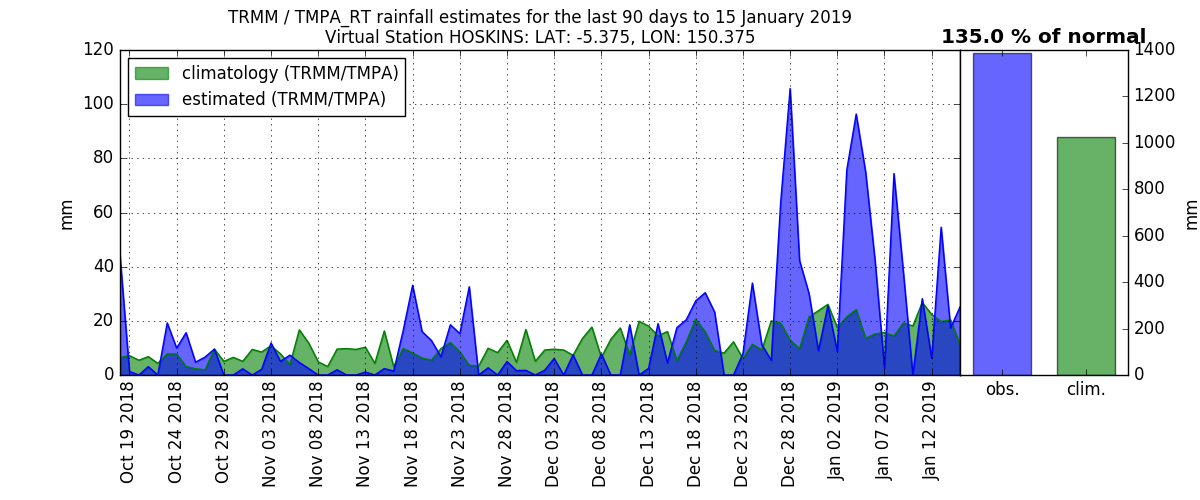 TRMM / TMPA_RT rainfall estimates for the last 90 days to 15 January 2019
Virtual Station HOSKINS: LAT: -5.375, LON: 150.375
135.0 % of normal
climatology (TRMM/TMPA)
estimated (TRMM/TMPA)
mm
120
100
80
60
40
20
0
Oct 19 2018
Oct 24 2018
Oct 29 2018
Nov 03 2018
Nov 08 2018
Nov 13 2018
Nov 18 2018
Nov 23 2018
Nov 28 2018
Dec 03 2018
Dec 08 2018
Dec 13 2018
Dec 18 2018
Dec 23 2018
Dec 28 2018
Jan 02 2019
Jan 07 2019
Jan 12 2019
1400
1200
1000
800
600
400
200
0
mm
obs.
clim.